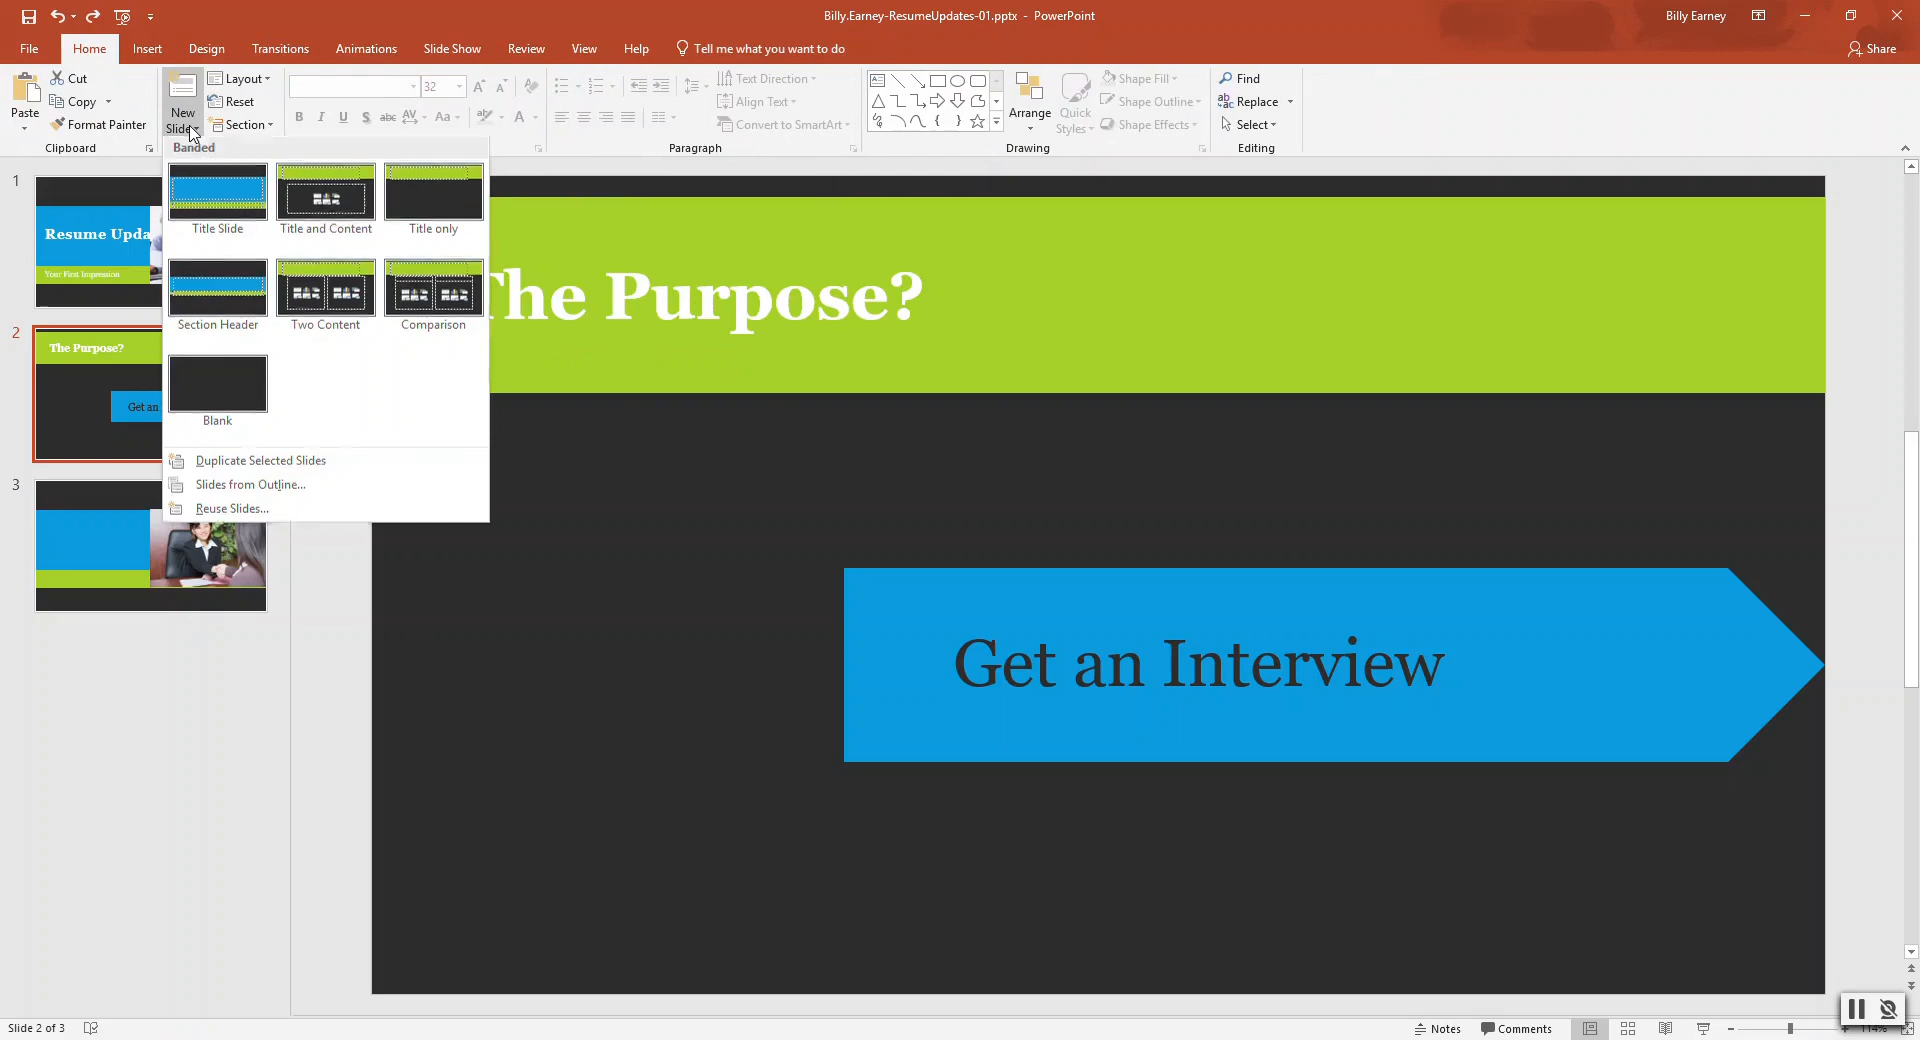 Billy.Earney-ResumeUpdates-01.pptx - PowerPoint
Billy Earney
File Home Insert Design Transitions Animations Slide Show Review View Help Tell me what you want to do
Share
Paste
Cut
Copy
Format Painter
Clipboard
New
Slide
Layout
Reset
Section
32
B I U S abc AV Aa A
Text Direction
Align Text
Convert to SmartArt
Paragraph
Arrange
Quick
Styles
Shape Fill
Shape Outline
Shape Effects
Drawing
Find
Replace
Select
Editing
Banded
Title Slide
Title and Content
Title only
Section Header
Two Content
Comparison
Blank
Duplicate Selected Slides
Slides from Outline...
Reuse Slides...
1
Resume Upda
Your First Impression
2
The Purpose?
Get an
3
The Purpose?
Get an Interview
Slide 2 of 3
Notes
Comments
114%